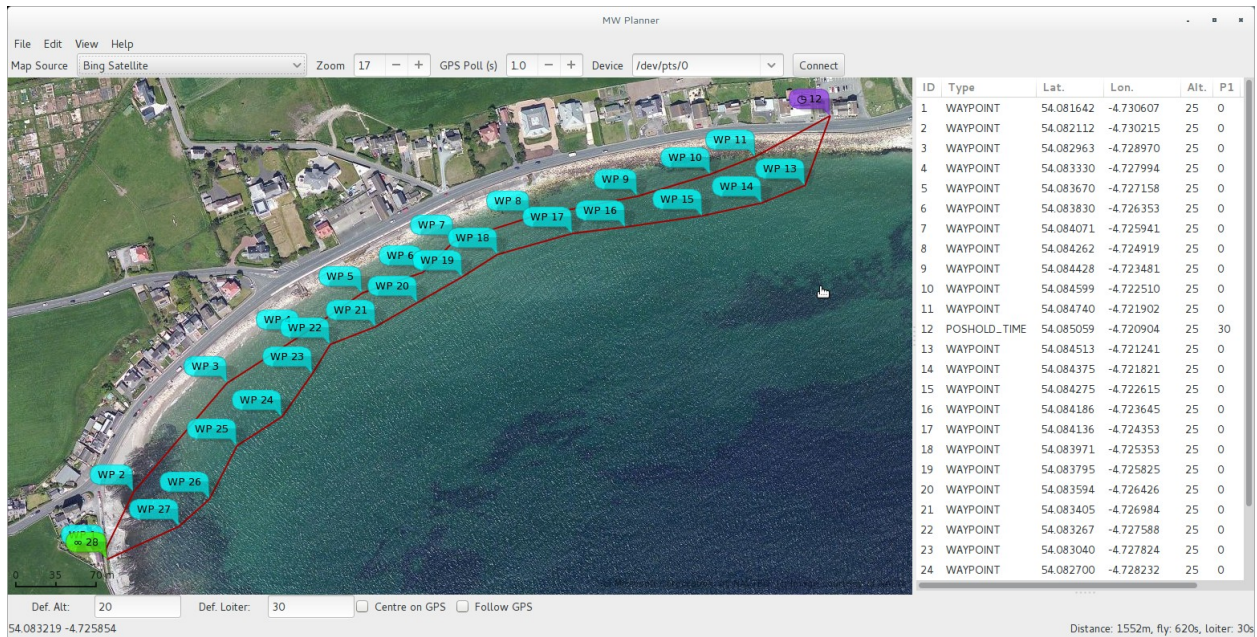 MW Planner
File Edit View Help
Map Source Bing Satellite Zoom 17 − + GPS Poll (s) 1.0 − + Device /dev/pts/0 Connect
ID Type Lat. Lon. Alt. P1
1 WAYPOINT 54.081642 -4.730607 25 0
2 WAYPOINT 54.082112 -4.730215 25 0
3 WAYPOINT 54.082963 -4.728970 25 0
4 WAYPOINT 54.083330 -4.727994 25 0
5 WAYPOINT 54.083670 -4.727158 25 0
6 WAYPOINT 54.083830 -4.726353 25 0
7 WAYPOINT 54.084071 -4.725941 25 0
8 WAYPOINT 54.084262 -4.724919 25 0
9 WAYPOINT 54.084428 -4.723481 25 0
10 WAYPOINT 54.084599 -4.722510 25 0
11 WAYPOINT 54.084740 -4.721902 25 0
12 POSHOLD_TIME 54.085059 -4.720904 25 30
13 WAYPOINT 54.084513 -4.721241 25 0
14 WAYPOINT 54.084375 -4.721821 25 0
15 WAYPOINT 54.084275 -4.722615 25 0
16 WAYPOINT 54.084186 -4.723645 25 0
17 WAYPOINT 54.084136 -4.724353 25 0
18 WAYPOINT 54.083971 -4.725353 25 0
19 WAYPOINT 54.083795 -4.725825 25 0
20 WAYPOINT 54.083594 -4.726426 25 0
21 WAYPOINT 54.083405 -4.726984 25 0
22 WAYPOINT 54.083267 -4.727588 25 0
23 WAYPOINT 54.083040 -4.727824 25 0
24 WAYPOINT 54.082700 -4.728232 25 0
12
WP 11
WP 10
WP 13
WP 9
WP 14
WP 8
WP 15
WP 16
WP 17
WP 7
WP 18
WP 6
WP 19
WP 5
WP 20
WP 21
WP
WP 22
WP 23
WP 3
WP 24
WP 25
WP 2
WP 26
WP 27
∞ 28
0 35 70 m
Def. Alt: 20 Def. Loiter: 30 Centre on GPS Follow GPS
54.083219 -4.725854 Distance: 1552m, fly: 620s, loiter: 30s